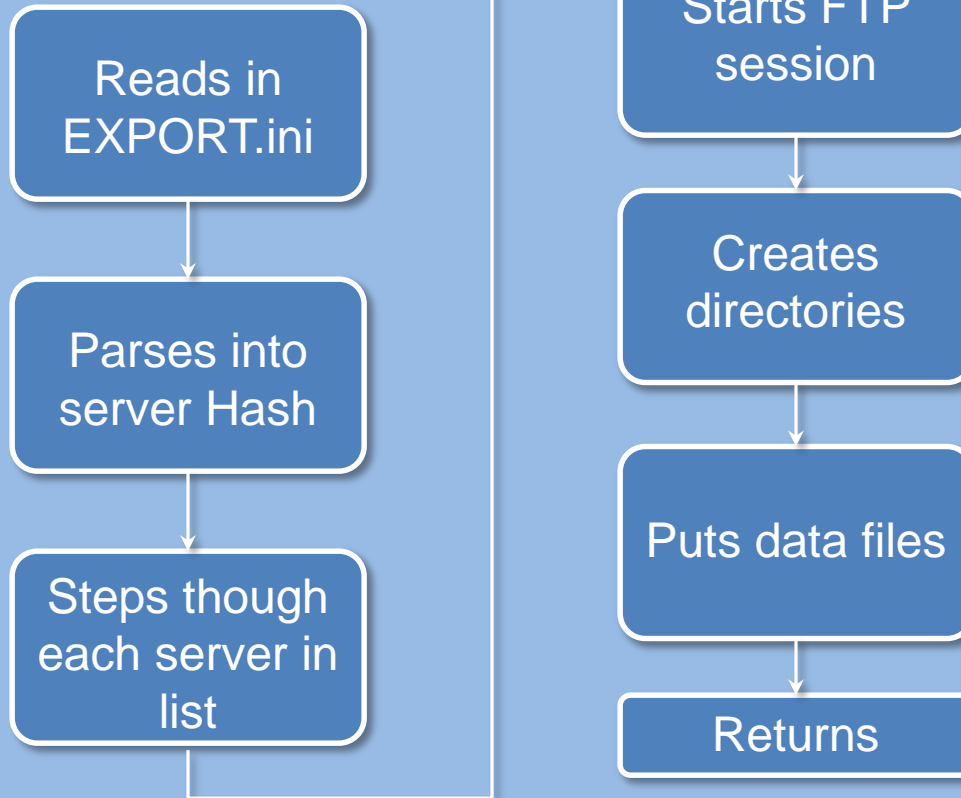 Reads in
EXPORT.ini
Parses into
server Hash
Steps though
each server in
list
Starts FTP
session
Creates
directories
Puts data files
Returns